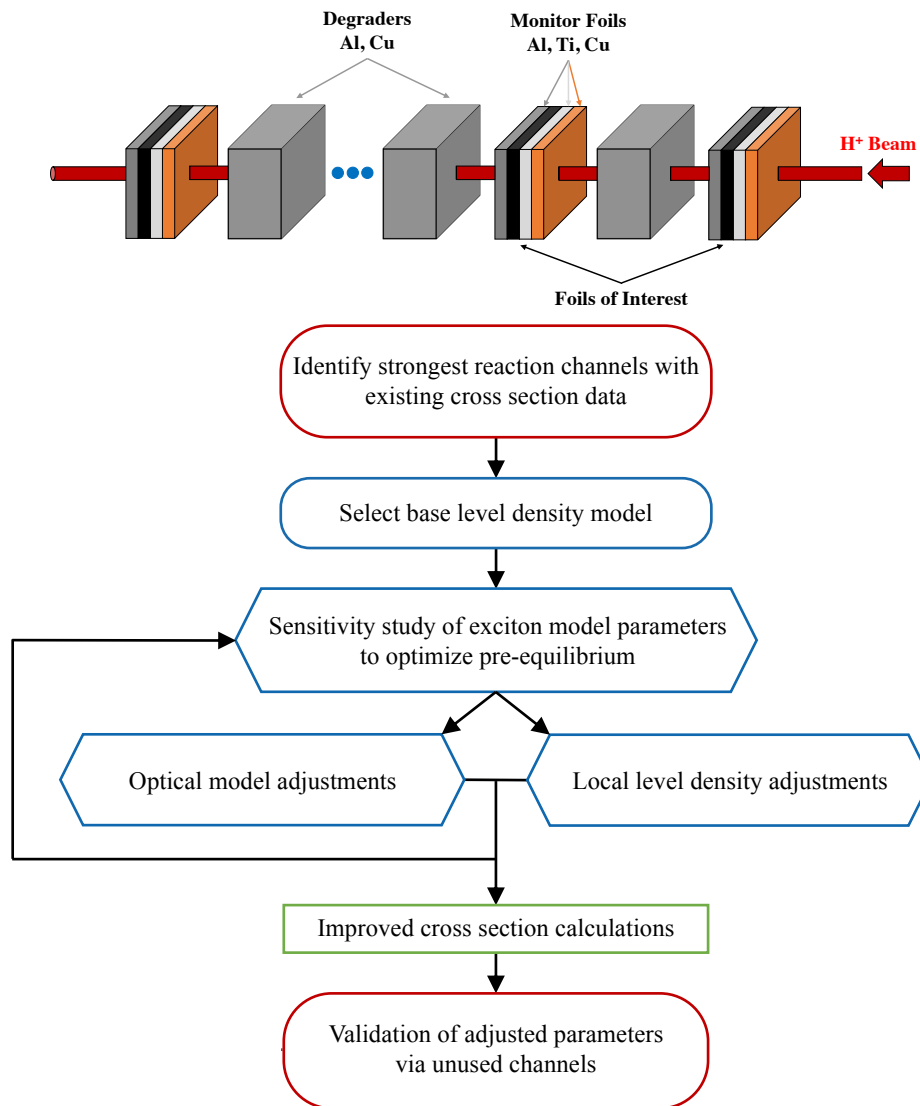 Degraders
Al, Cu
Monitor Foils
Al, Ti, Cu
H⁺ Beam
Foils of Interest
Identify strongest reaction channels with
existing cross section data
Select base level density model
Sensitivity study of exciton model parameters
to optimize pre-equilibrium
Optical model adjustments
Local level density adjustments
Improved cross section calculations
Validation of adjusted parameters
via unused channels